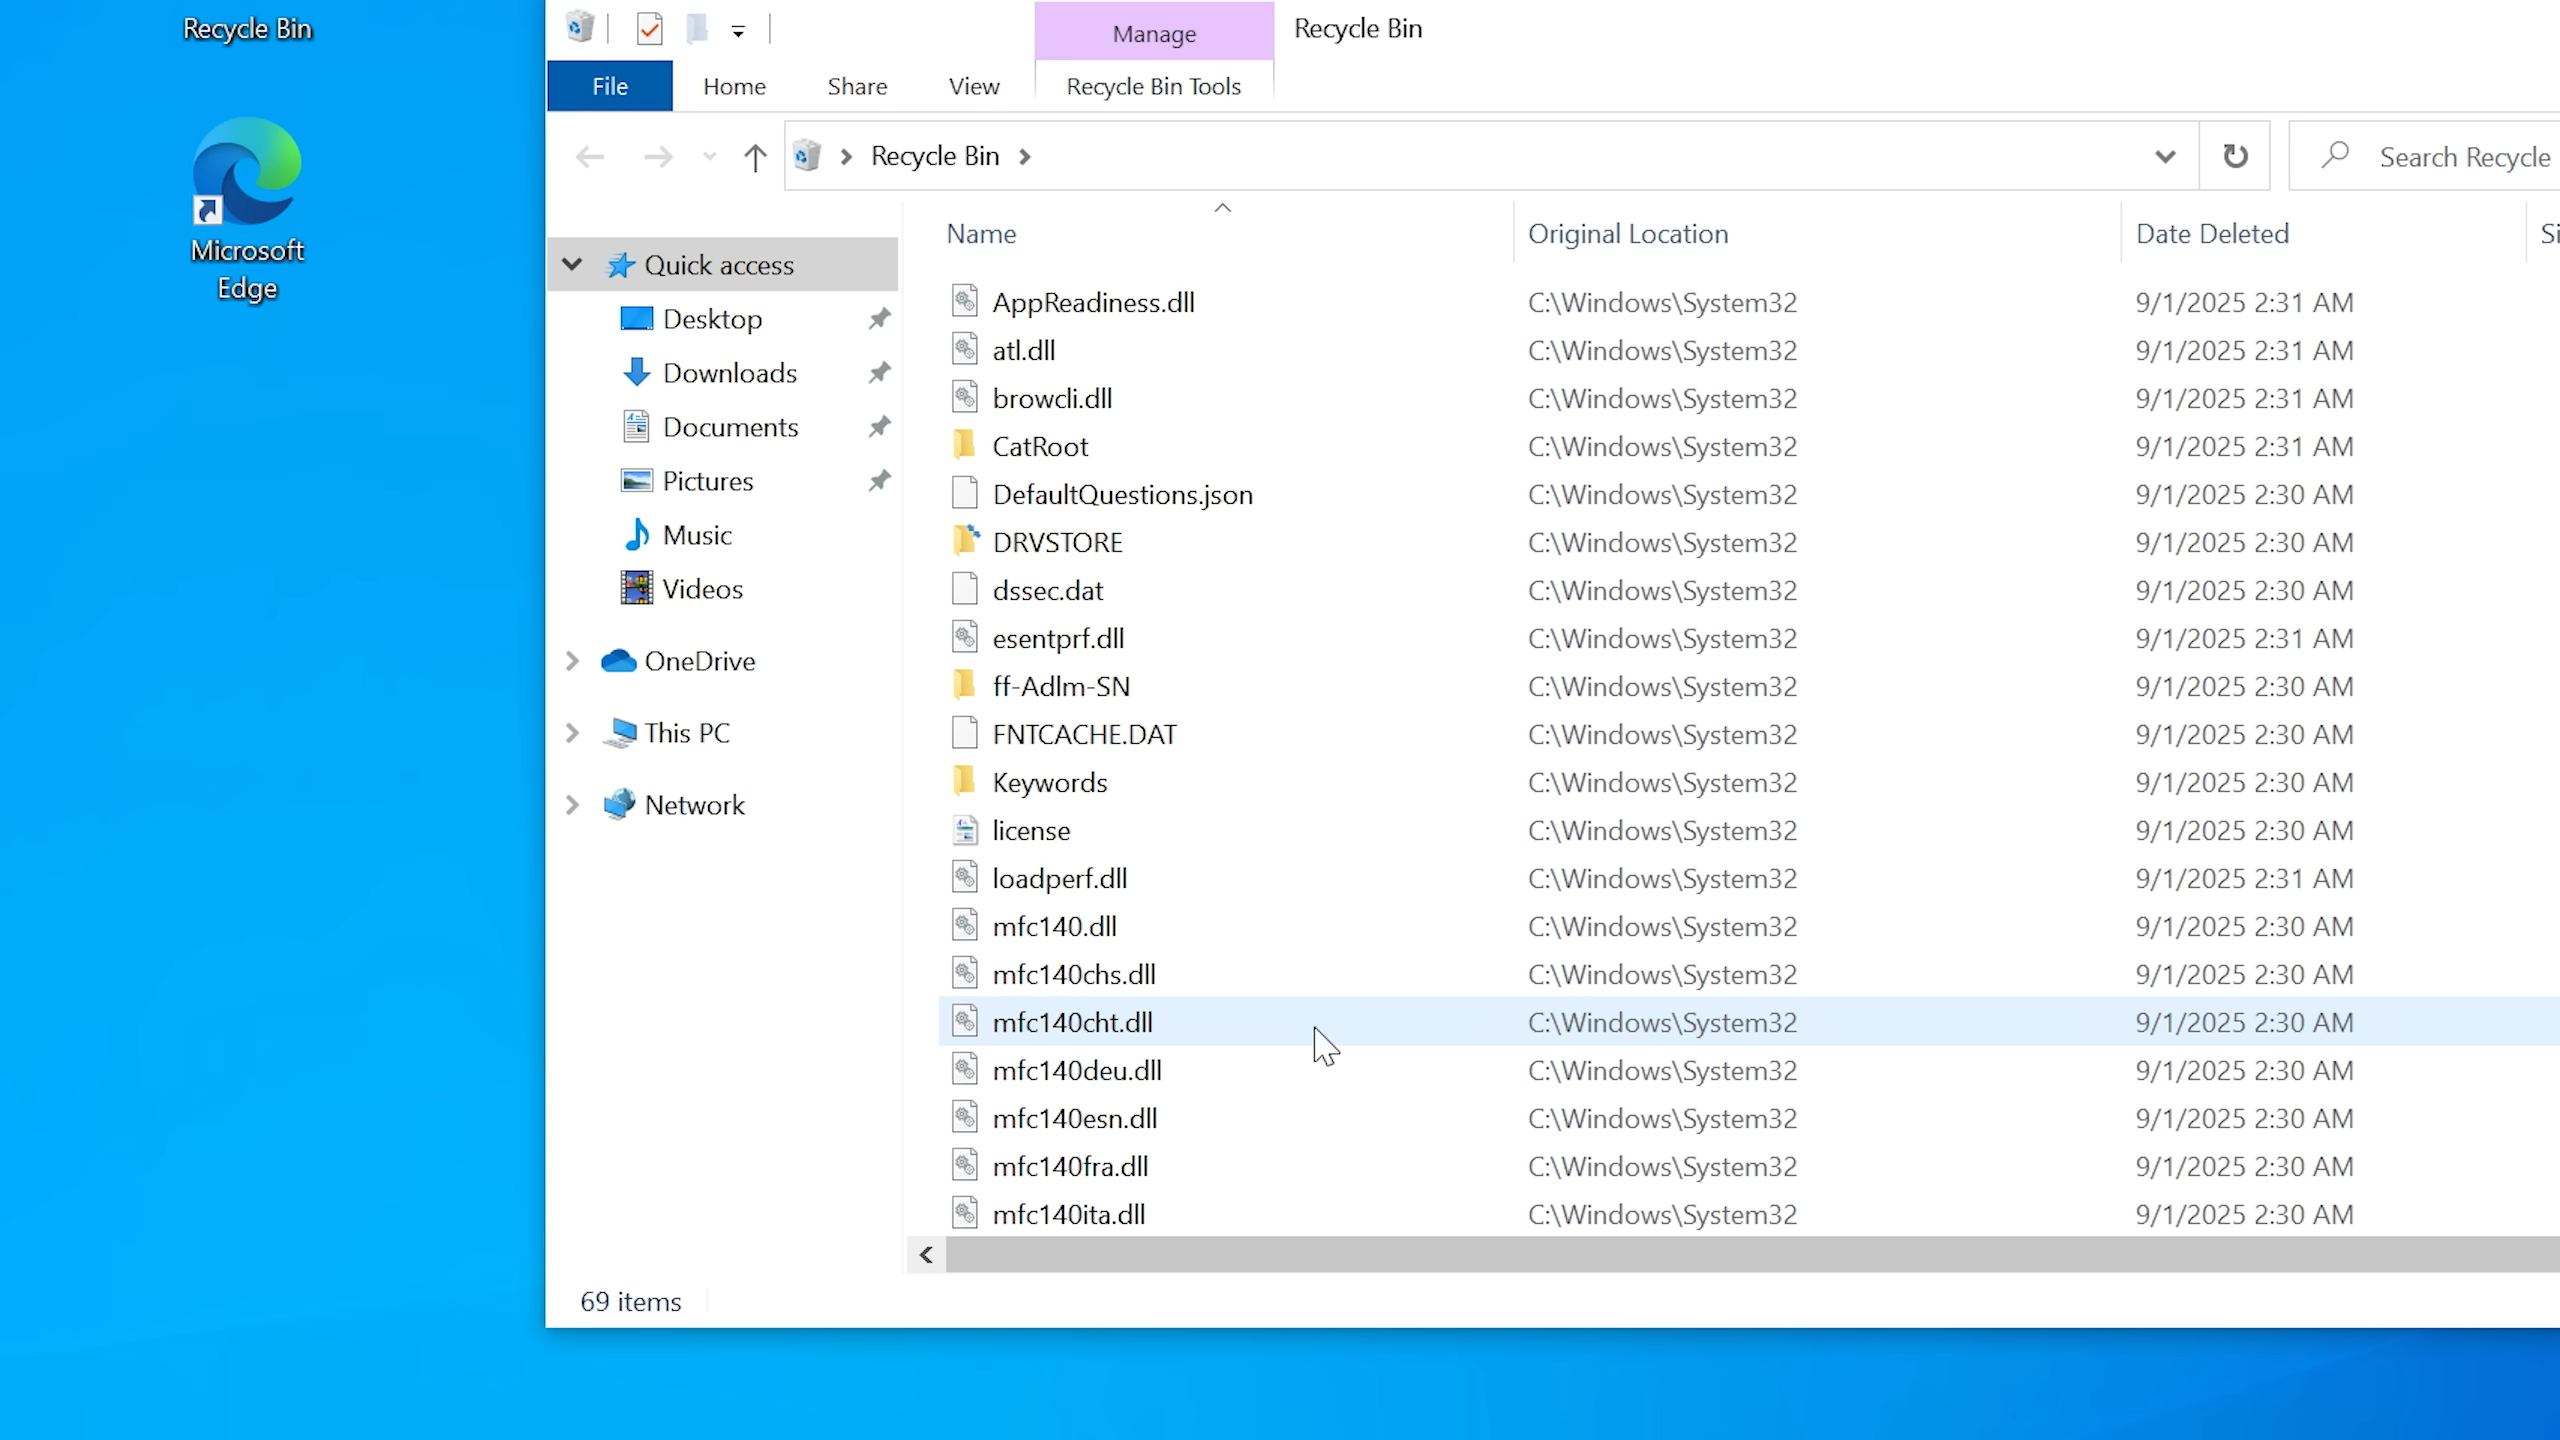 Recycle Bin
Microsoft
Edge
Manage
Recycle Bin
File
Home
Share
View
Recycle Bin Tools
Recycle Bin
Search Recycle
Name
Original Location
Date Deleted
Si
Quick access
Desktop
Downloads
Documents
Pictures
Music
Videos
OneDrive
This PC
Network
AppReadiness.dll C:\Windows\System32 9/1/2025 2:31 AM
atl.dll C:\Windows\System32 9/1/2025 2:31 AM
browcli.dll C:\Windows\System32 9/1/2025 2:31 AM
CatRoot C:\Windows\System32 9/1/2025 2:31 AM
DefaultQuestions.json C:\Windows\System32 9/1/2025 2:30 AM
DRVSTORE C:\Windows\System32 9/1/2025 2:30 AM
dssec.dat C:\Windows\System32 9/1/2025 2:30 AM
esentprf.dll C:\Windows\System32 9/1/2025 2:31 AM
ff-Adlm-SN C:\Windows\System32 9/1/2025 2:30 AM
FNTCACHE.DAT C:\Windows\System32 9/1/2025 2:30 AM
Keywords C:\Windows\System32 9/1/2025 2:30 AM
license C:\Windows\System32 9/1/2025 2:30 AM
loadperf.dll C:\Windows\System32 9/1/2025 2:31 AM
mfc140.dll C:\Windows\System32 9/1/2025 2:30 AM
mfc140chs.dll C:\Windows\System32 9/1/2025 2:30 AM
mfc140cht.dll C:\Windows\System32 9/1/2025 2:30 AM
mfc140deu.dll C:\Windows\System32 9/1/2025 2:30 AM
mfc140esn.dll C:\Windows\System32 9/1/2025 2:30 AM
mfc140fra.dll C:\Windows\System32 9/1/2025 2:30 AM
mfc140ita.dll C:\Windows\System32 9/1/2025 2:30 AM
69 items